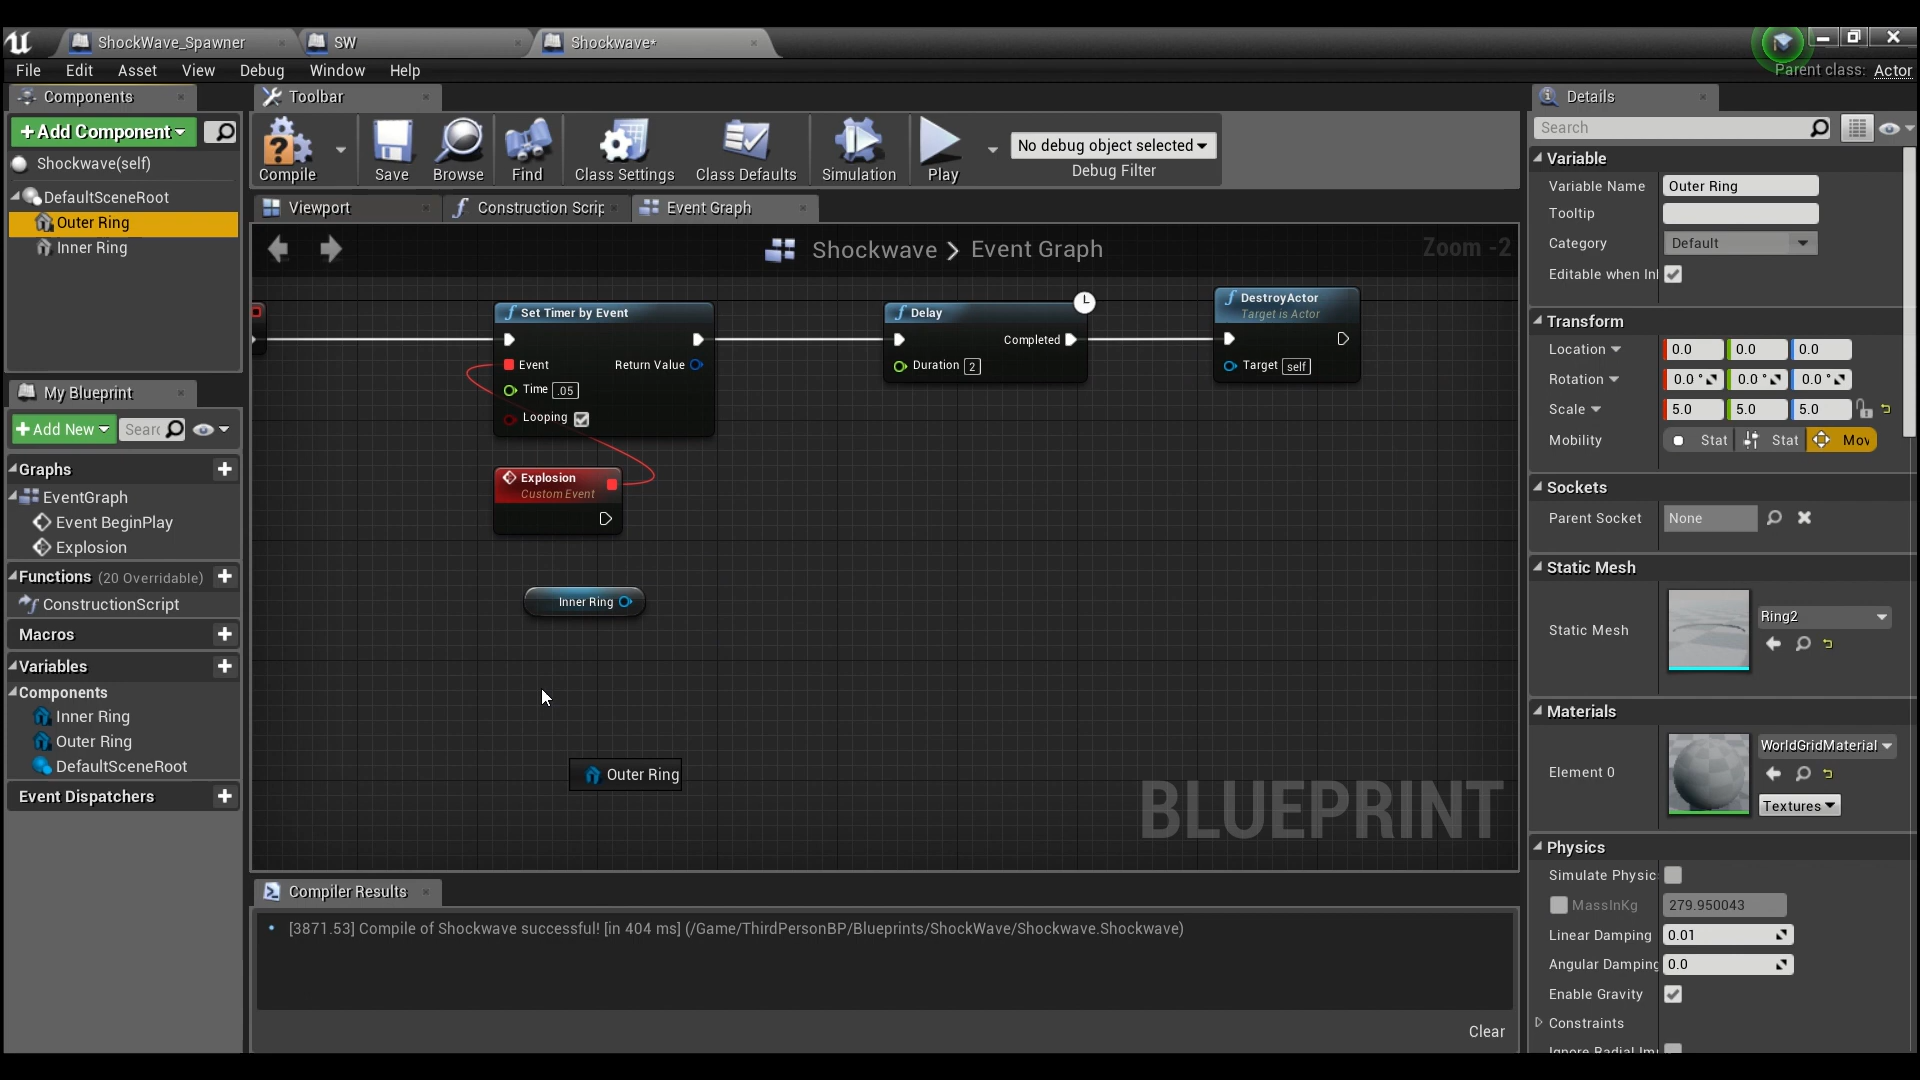 ShockWave_Spawner
SW
Shockwave*
File Edit Asset View Debug Window Help
Parent class: Actor
Components
+Add Component
Shockwave(self)
DefaultSceneRoot
Outer Ring
Inner Ring
My Blueprint
+Add New
Sear
Graphs
EventGraph
Event BeginPlay
Explosion
Functions (20 Overridable)
ConstructionScript
Macros
Variables
Components
Inner Ring
Outer Ring
DefaultSceneRoot
Event Dispatchers
Toolbar
Compile
Save
Browse
Find
Class Settings
Class Defaults
Simulation
Play
No debug object selected
Debug Filter
Viewport
Construction Scrip
Event Graph
Shockwave > Event Graph
Zoom -2
Set Timer by Event
Event
Return Value
Time .05
Looping
Delay
Completed
Duration 2
DestroyActor
Target is Actor
Target self
Explosion
Custom Event
Inner Ring
Outer Ring
BLUEPRINT
Compiler Results
[3871.53] Compile of Shockwave successful! [in 404 ms] (/Game/ThirdPersonBP/Blueprints/ShockWave/Shockwave.Shockwave)
Clear
Details
Search
Variable
Variable Name Outer Ring
Tooltip
Category Default
Editable when Inl
Transform
Location 0.0 0.0 0.0
Rotation 0.0 ° 0.0 ° 0.0 °
Scale 5.0 5.0 5.0
Mobility Stat Stat Mov
Sockets
Parent Socket None
Static Mesh
Static Mesh Ring2
Materials
Element 0 WorldGridMaterial
Textures
Physics
Simulate Physic
MassInKg 279.950043
Linear Damping 0.01
Angular Damping 0.0
Enable Gravity
Constraints
Ignore Radial Im